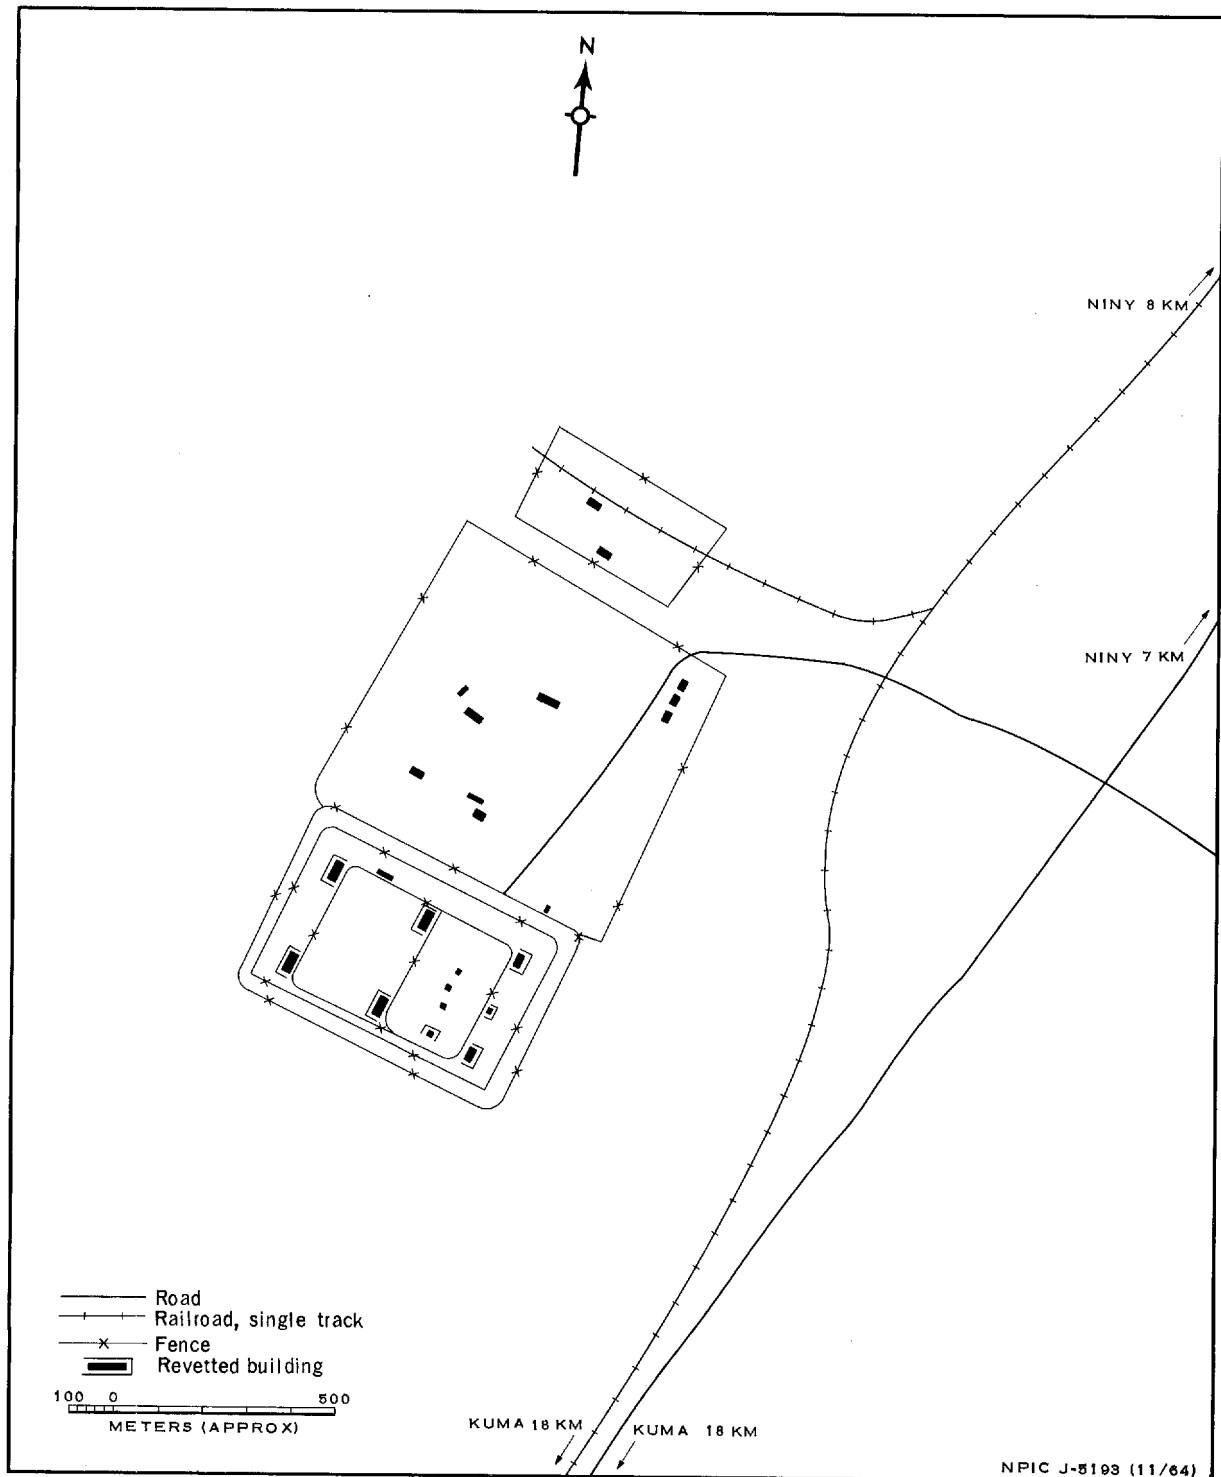 N
NINY 8 KM
NINY 7 KM
Road
Railroad, single track
Fence
Revetted building
100 0 500
METERS (APPROX)
KUMA 18 KM
KUMA 18 KM
NPIC J-5193 (11/64)